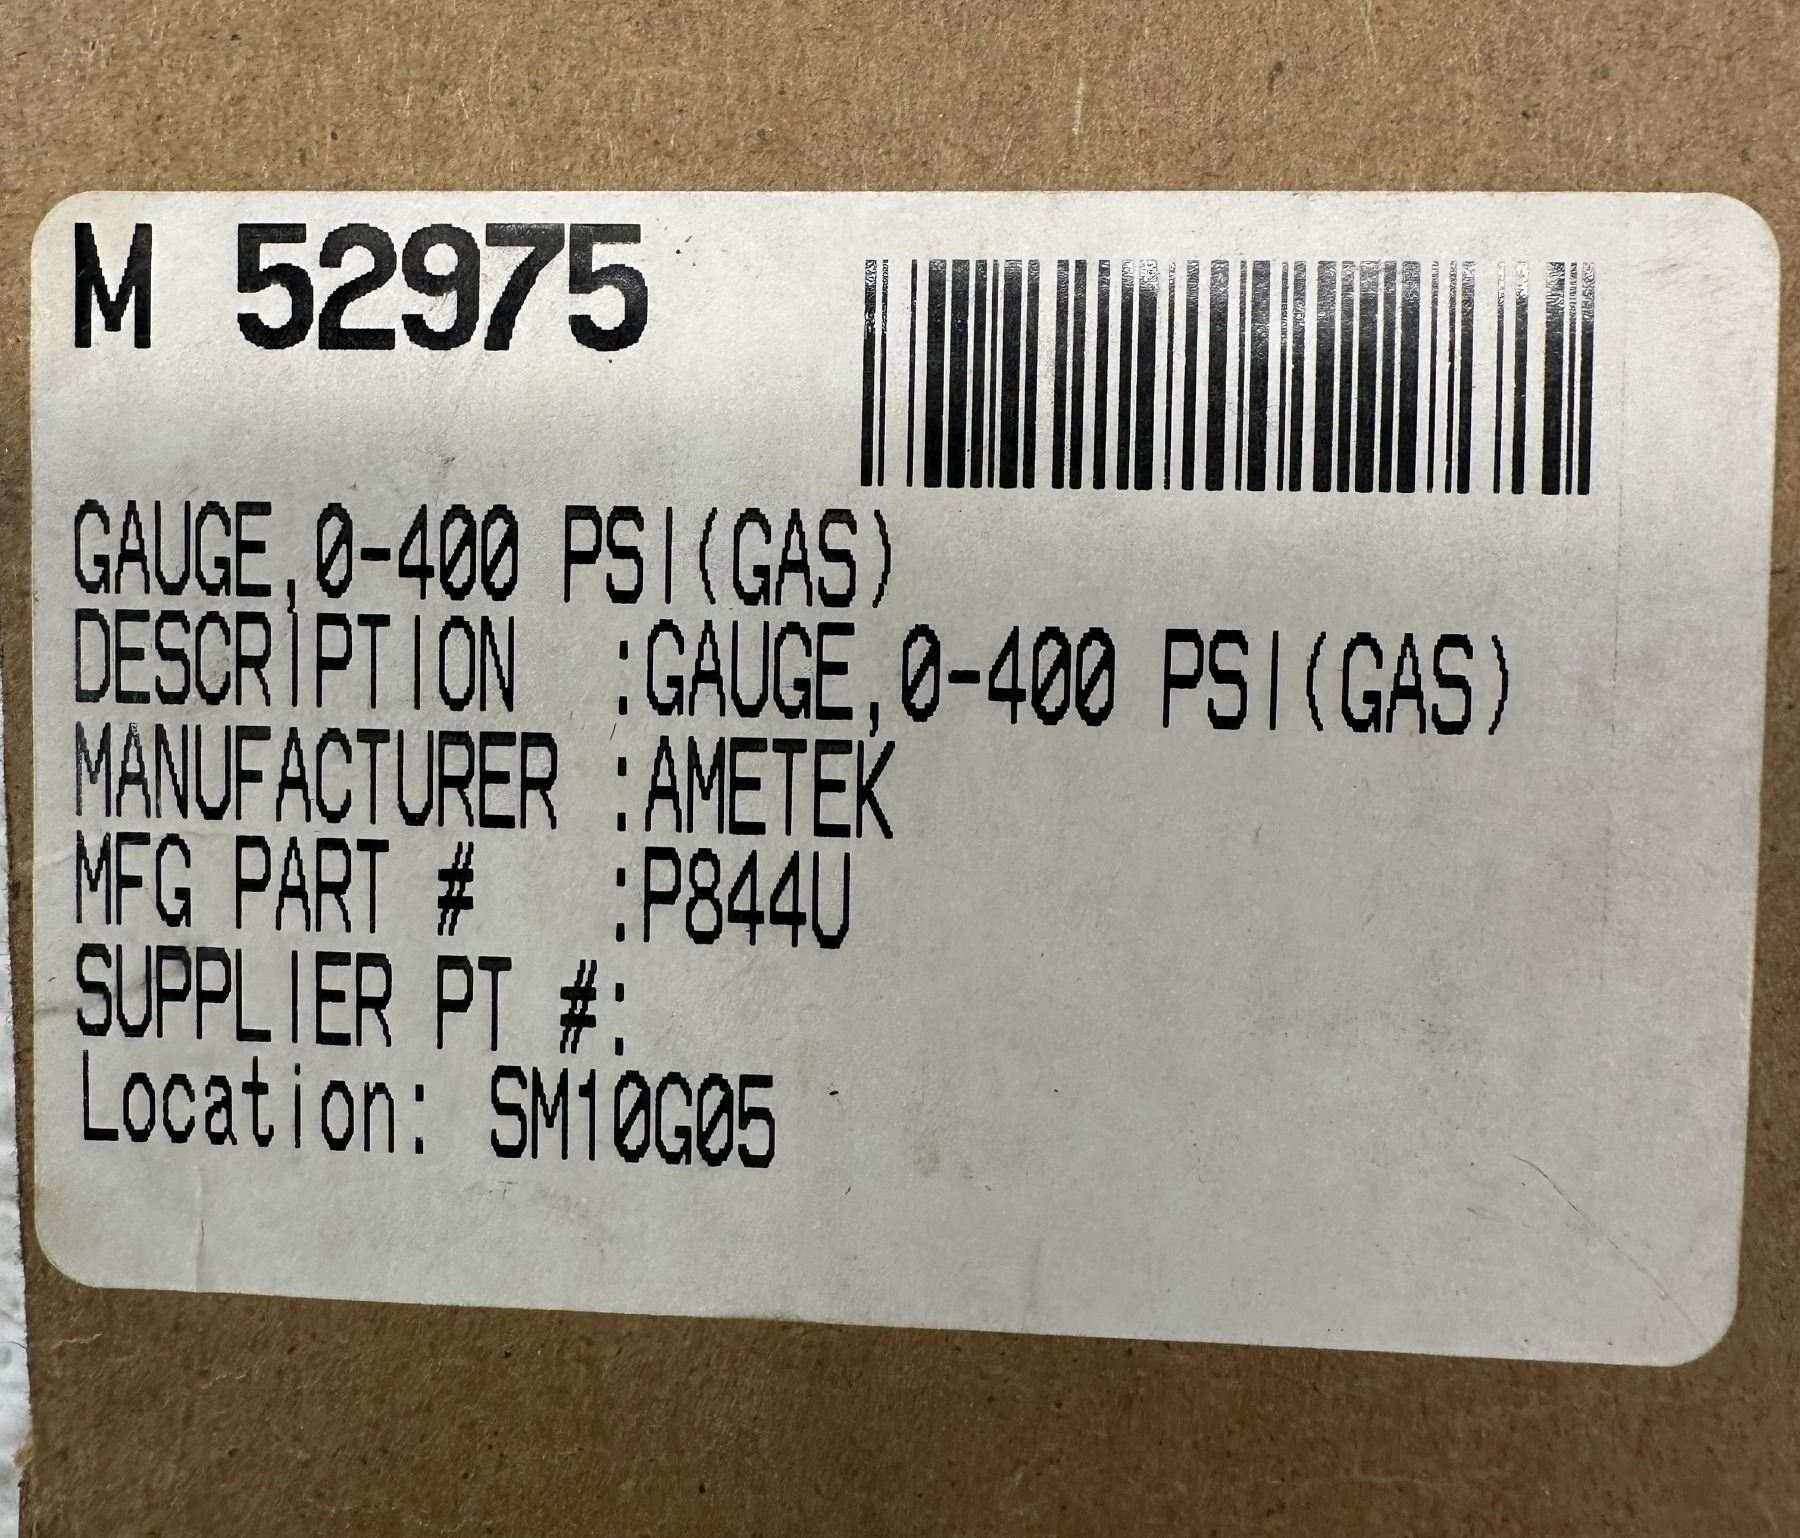 M 52975
GAUGE,0-400 PSI(GAS)
DESCRIPTION :GAUGE,0-400 PSI(GAS)
MANUFACTURER :AMETEK
MFG PART # :P844U
SUPPLIER PT #:
Location: SM10G05